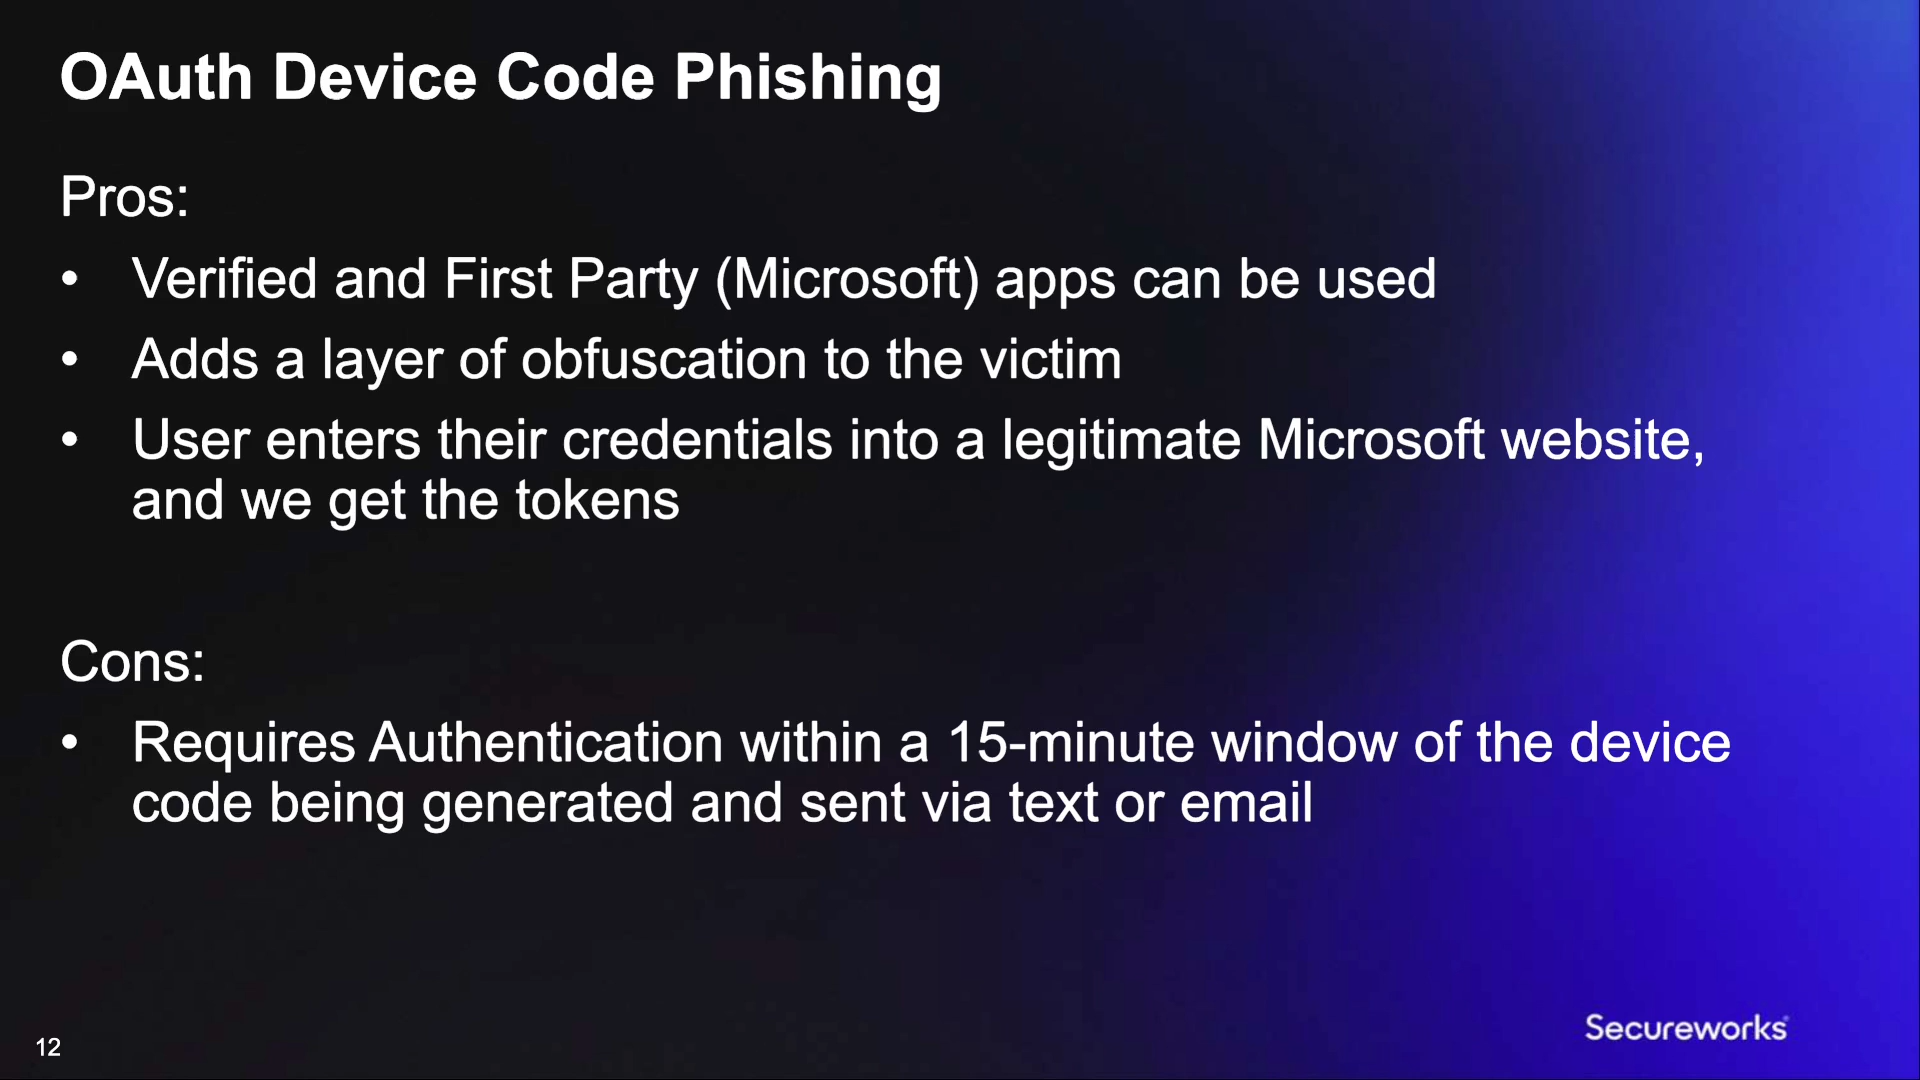 OAuth Device Code Phishing
Pros:
• Verified and First Party (Microsoft) apps can be used
• Adds a layer of obfuscation to the victim
• User enters their credentials into a legitimate Microsoft website,
and we get the tokens
Cons:
• Requires Authentication within a 15-minute window of the device
code being generated and sent via text or email
Secureworks
12